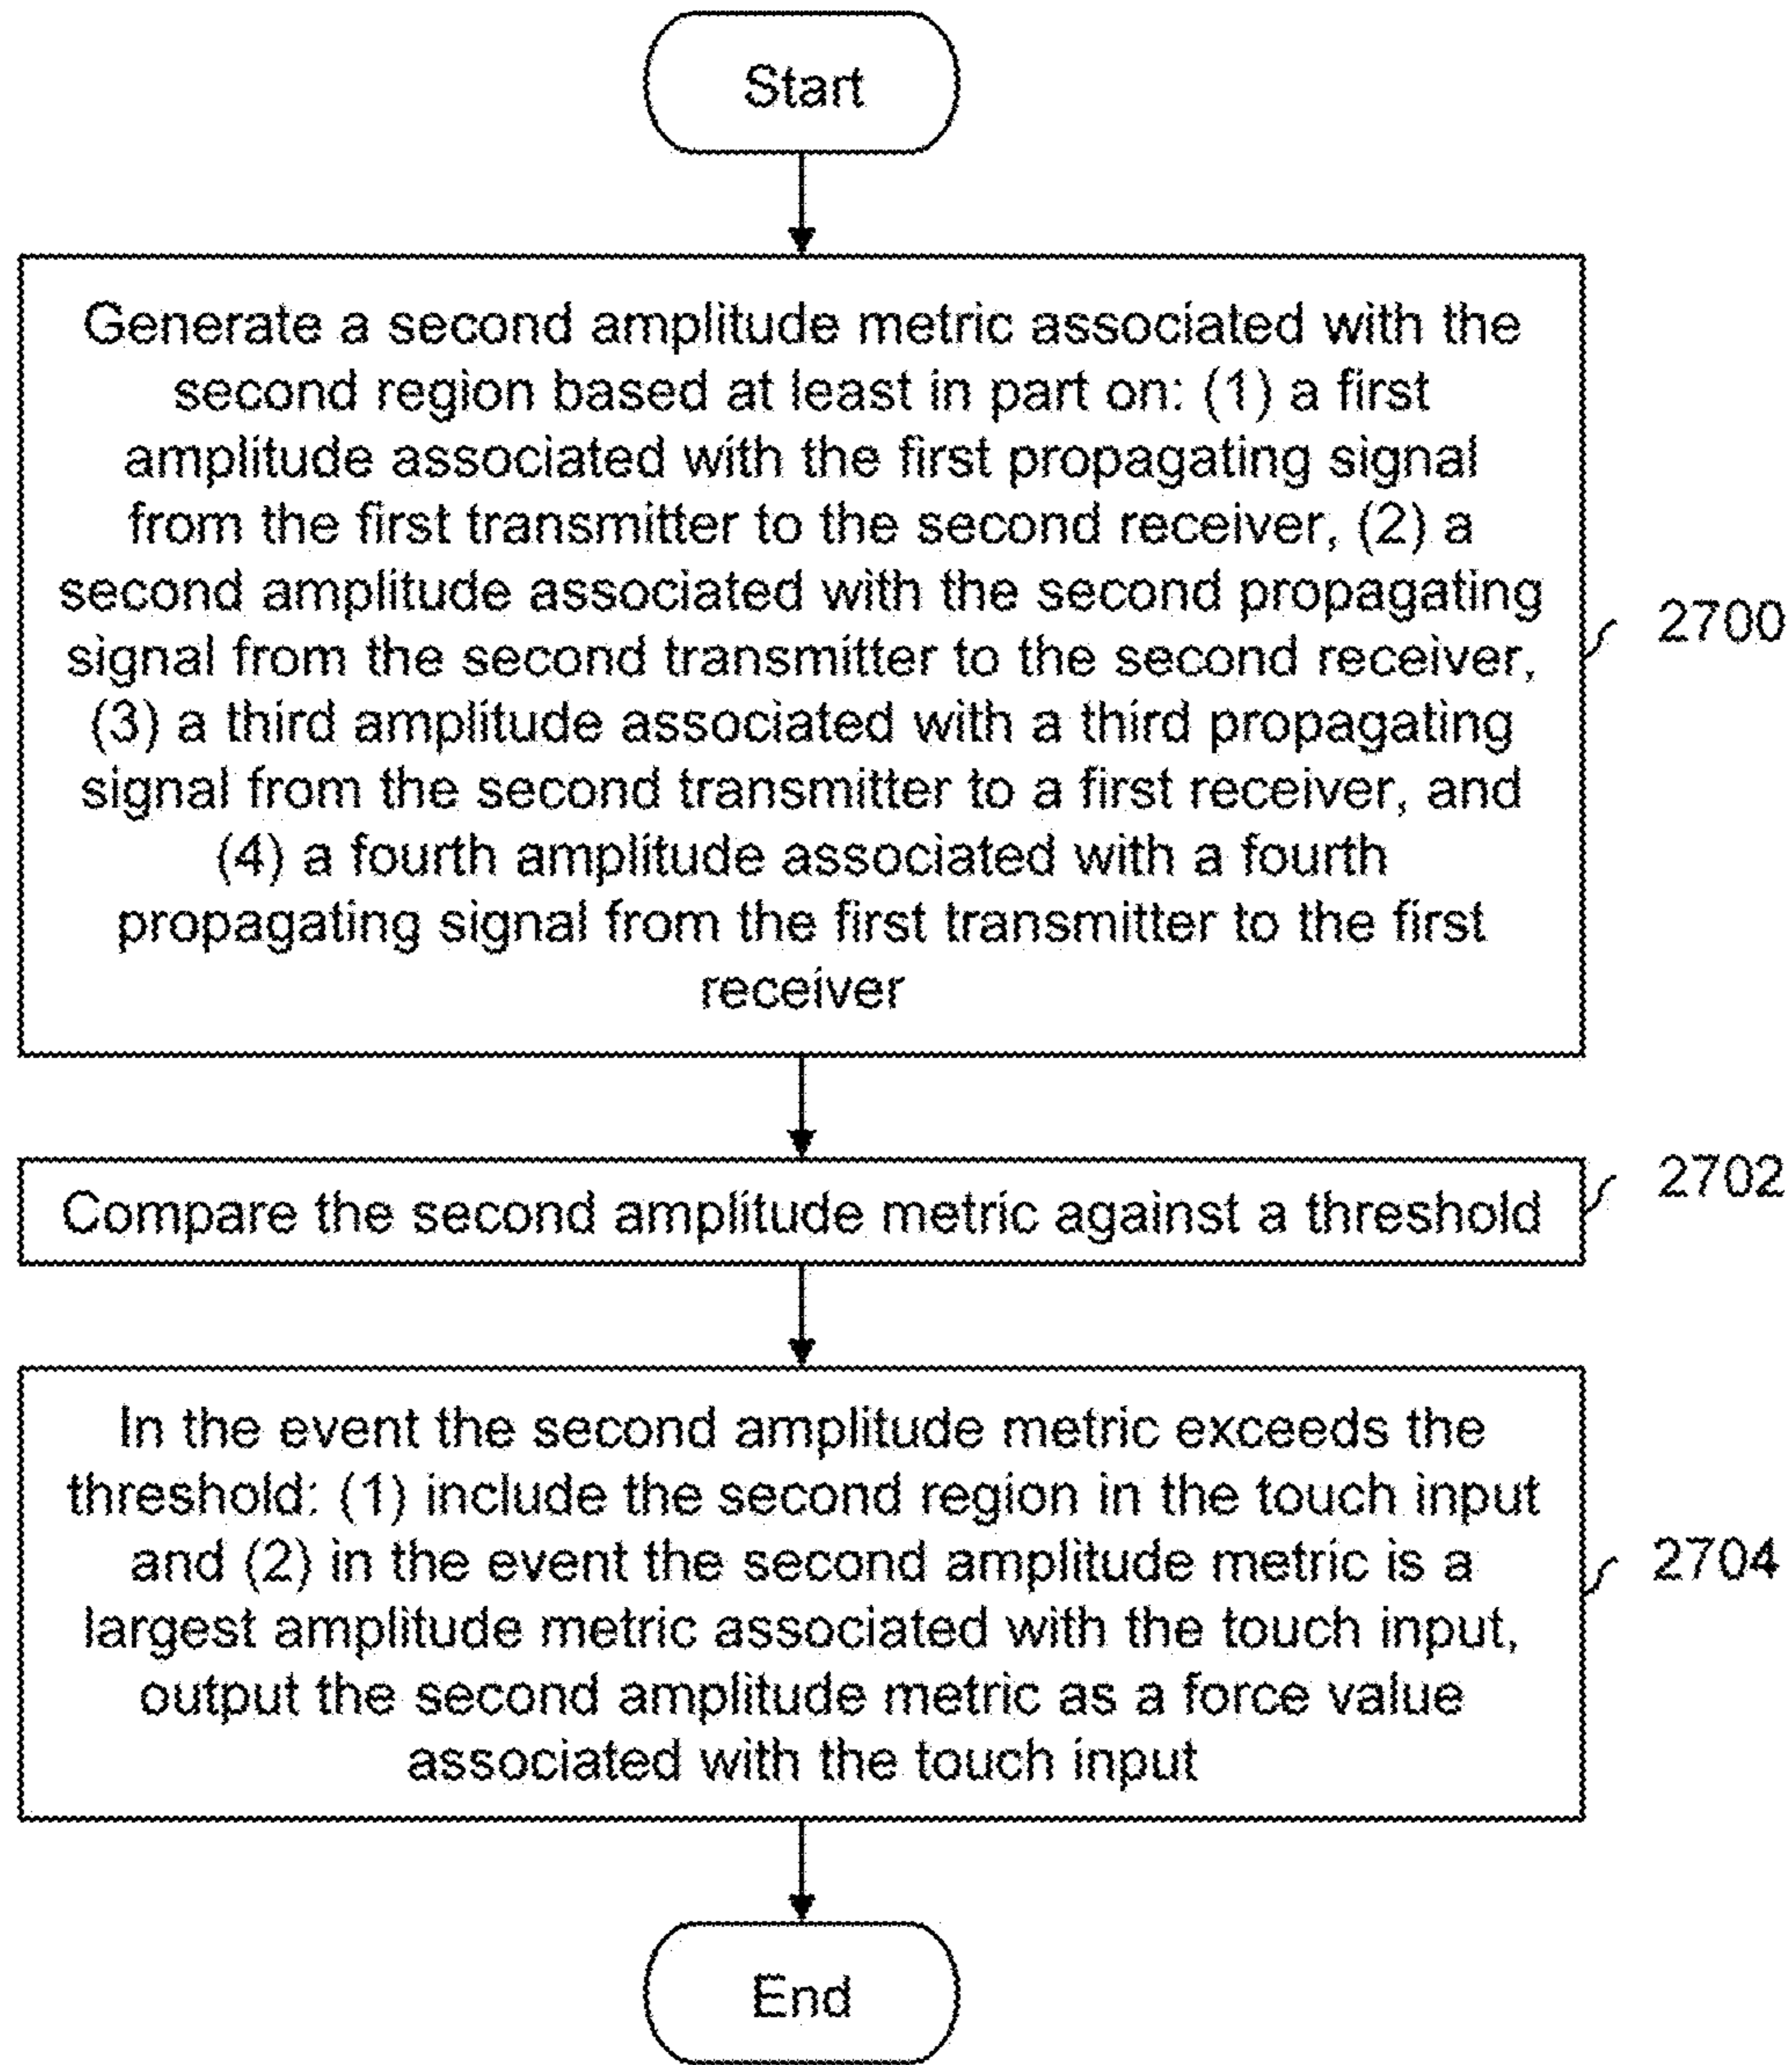 Start
Generate a second amplitude metric associated with the
second region based at least in part on: (1) a first
amplitude associated with the first propagating signal
from the first transmitter to the second receiver, (2) a
second amplitude associated with the second propagating
signal from the second transmitter to the second receiver,
(3) a third amplitude associated with a third propagating
signal from the second transmitter to a first receiver, and
(4) a fourth amplitude associated with a fourth
propagating signal from the first transmitter to the first
receiver
2700
Compare the second amplitude metric against a threshold
2702
In the event the second amplitude metric exceeds the
threshold: (1) include the second region in the touch input
and (2) in the event the second amplitude metric is a
largest amplitude metric associated with the touch input,
output the second amplitude metric as a force value
associated with the touch input
2704
End